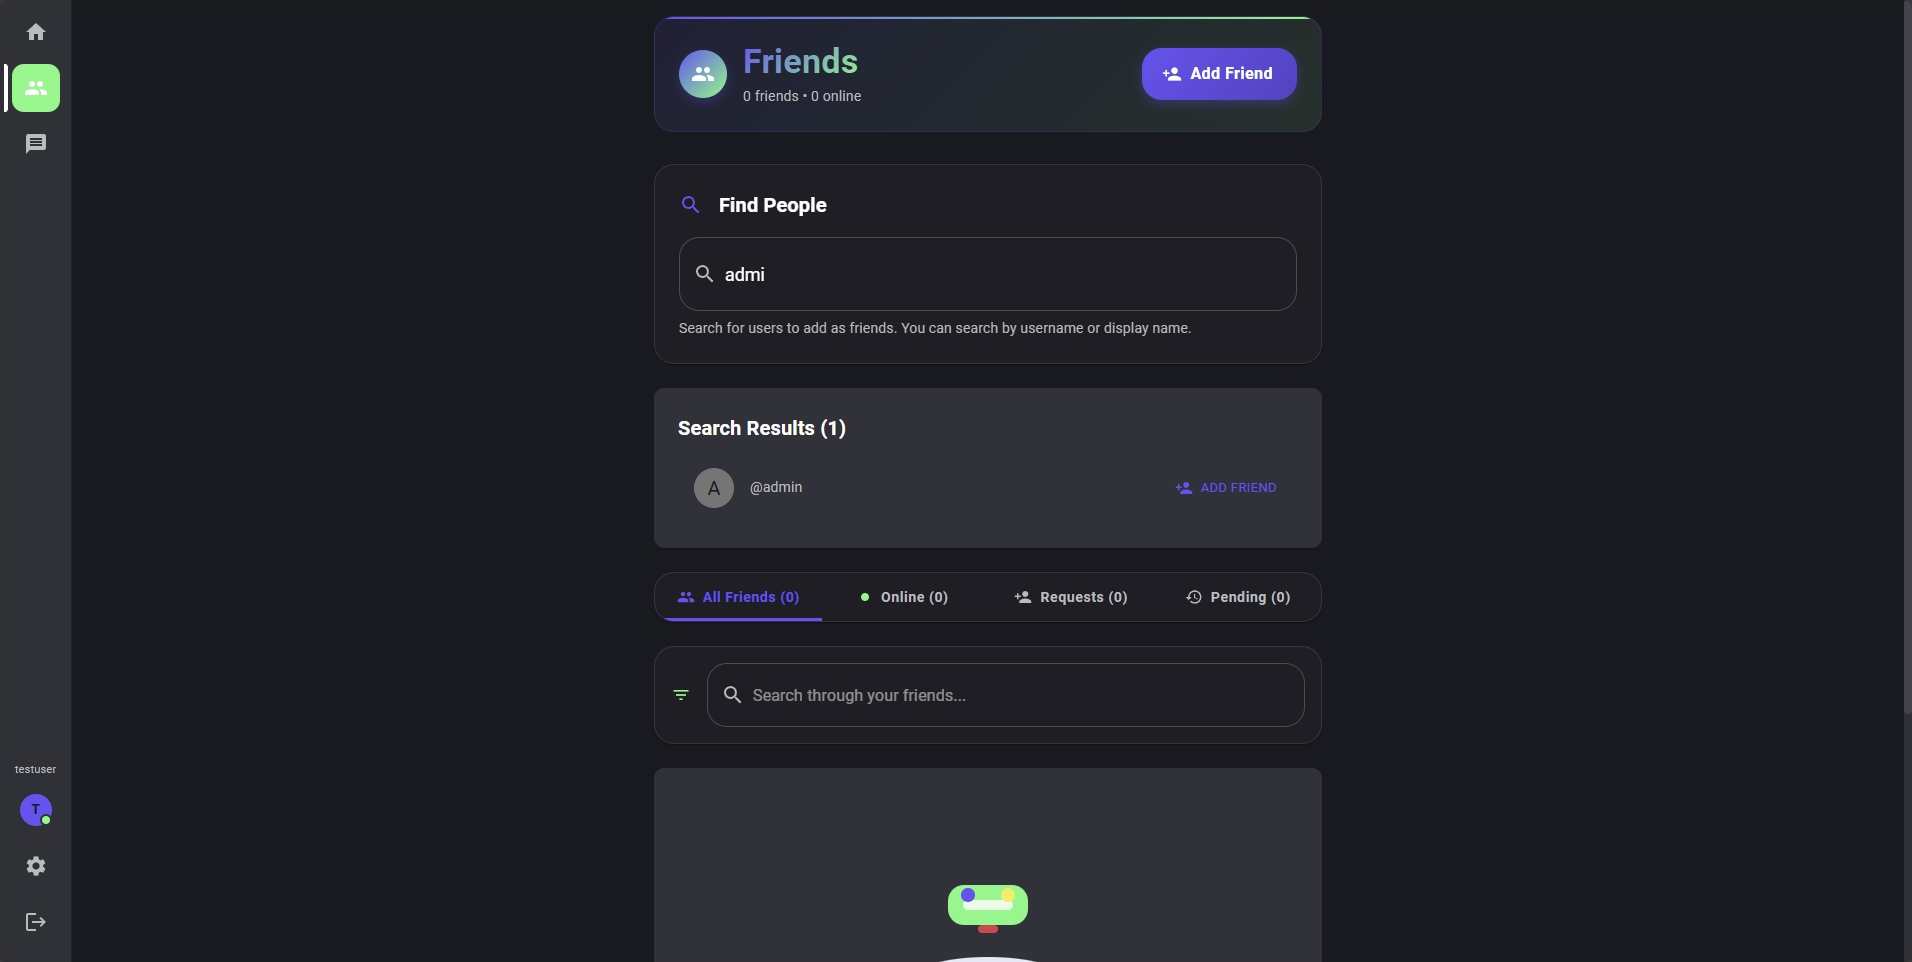 Friends
0 friends • 0 online
Add Friend
Find People
admi
Search for users to add as friends. You can search by username or display name.
Search Results (1)
A
@admin
ADD FRIEND
All Friends (0)
Online (0)
Requests (0)
Pending (0)
Search through your friends...
testuser
T